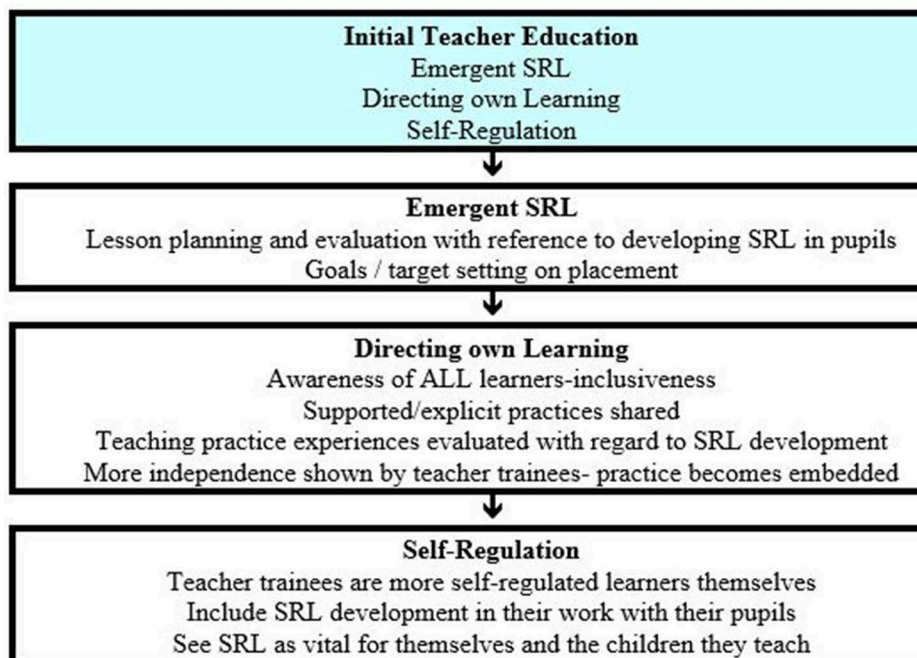 Initial Teacher Education
Emergent SRL
Directing own Learning
Self-Regulation
Emergent SRL
Lesson planning and evaluation with reference to developing SRL in pupils
Goals / target setting on placement
Directing own Learning
Awareness of ALL learners-inclusiveness
Supported/explicit practices shared
Teaching practice experiences evaluated with regard to SRL development
More independence shown by teacher trainees- practice becomes embedded
Self-Regulation
Teacher trainees are more self-regulated learners themselves
Include SRL development in their work with their pupils
See SRL as vital for themselves and the children they teach